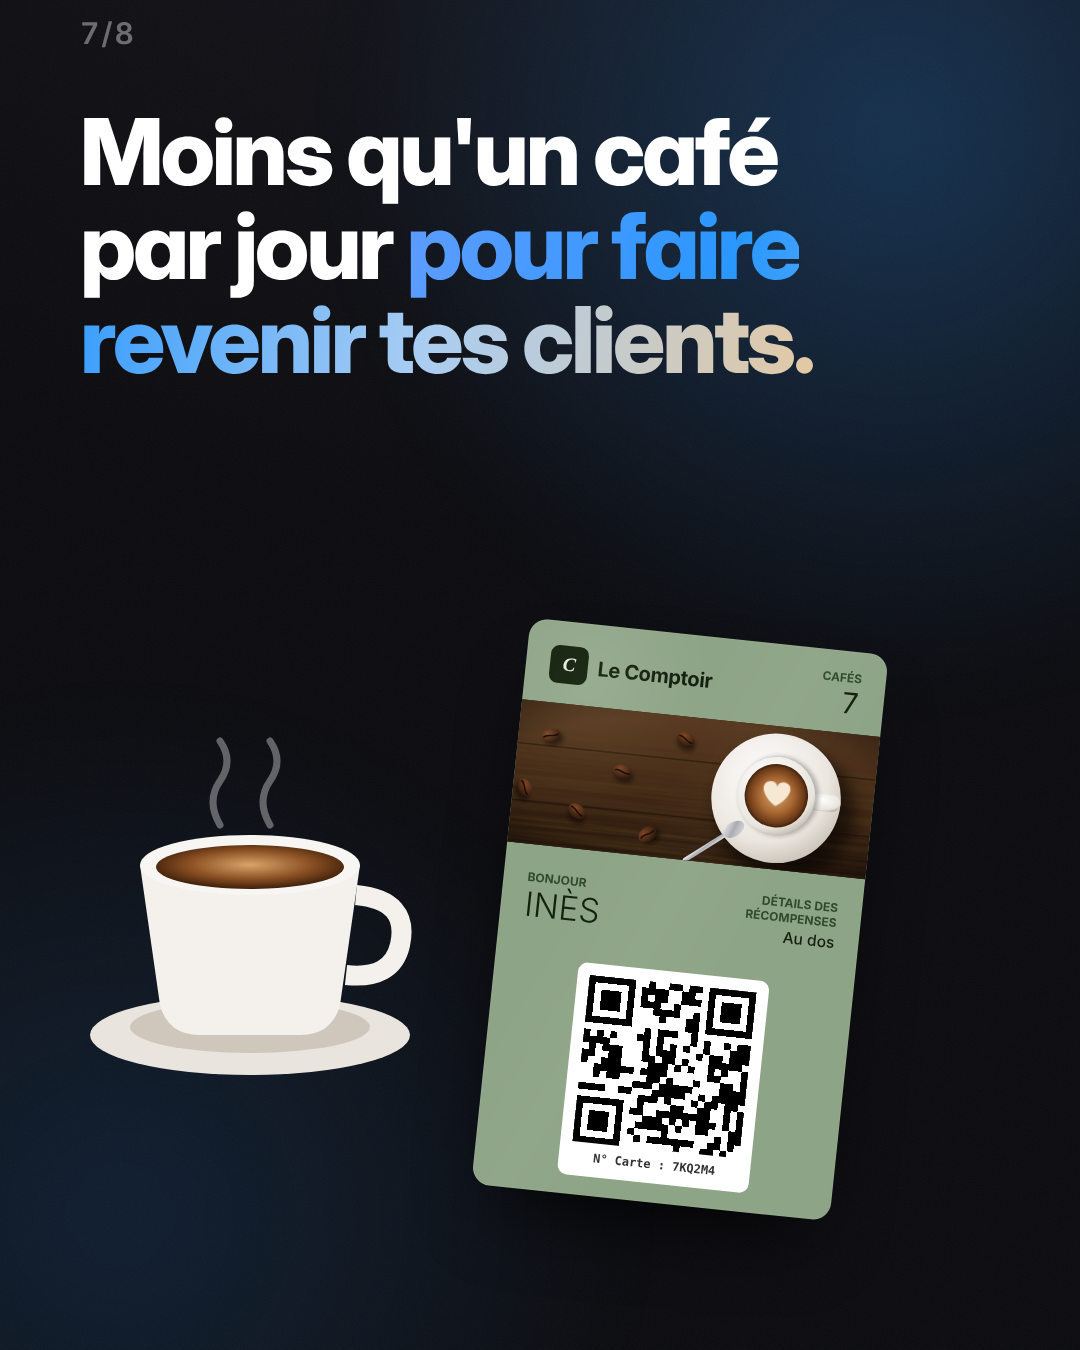 7/8
Moins qu'un café
par jour pour faire
revenir tes clients.
C Le Comptoir
CAFÉS
7
BONJOUR
INÈS
DÉTAILS DES
RÉCOMPENSES
Au dos
N° Carte : 7KQ2M4